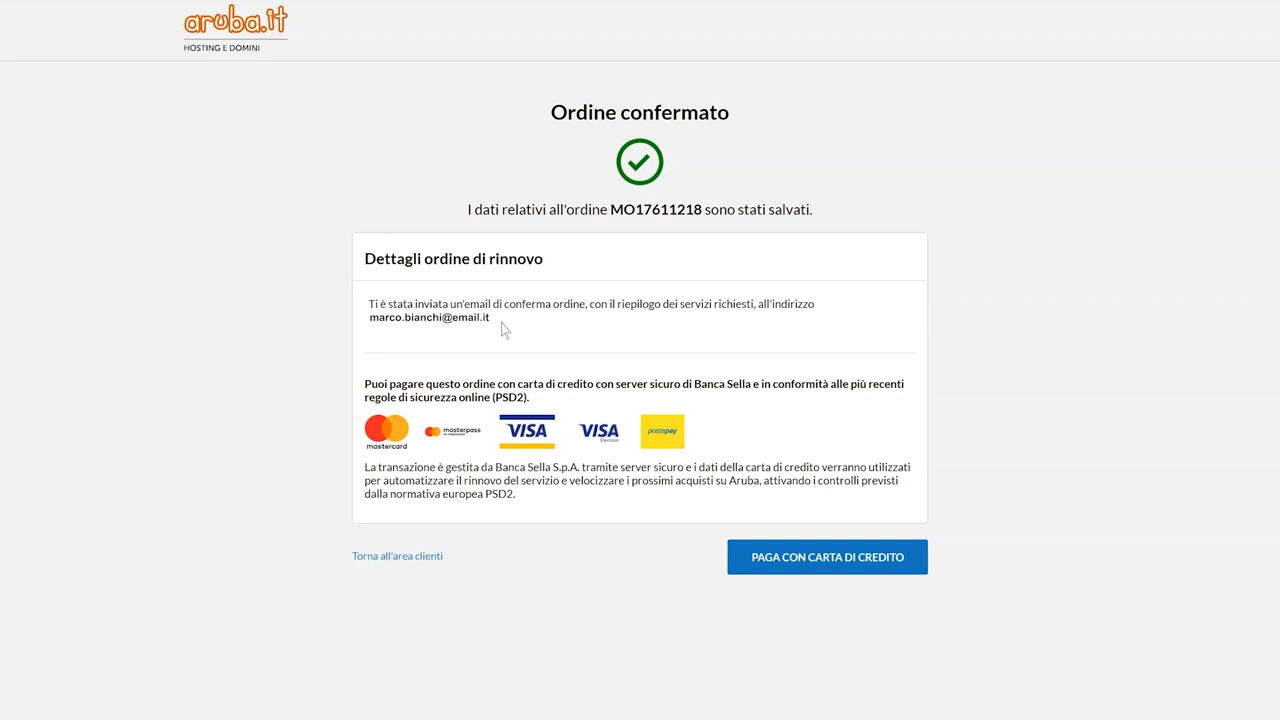 aruba.it
HOSTING E DOMINI
Ordine confermato
I dati relativi all'ordine MO17611218 sono stati salvati.
Dettagli ordine di rinnovo
Ti è stata inviata un'email di conferma ordine, con il riepilogo dei servizi richiesti, all'indirizzo
marco.bianchi@email.it
Puoi pagare questo ordine con carta di credito con server sicuro di Banca Sella e in conformità alle più recenti
regole di sicurezza online (PSD2).
mastercard masterpass VISA VISA Electron postepay
La transazione è gestita da Banca Sella S.p.A. tramite server sicuro e i dati della carta di credito verranno utilizzati
per automatizzare il rinnovo del servizio e velocizzare i prossimi acquisti su Aruba, attivando i controlli previsti
dalla normativa europea PSD2.
Torna all'area clienti
PAGA CON CARTA DI CREDITO